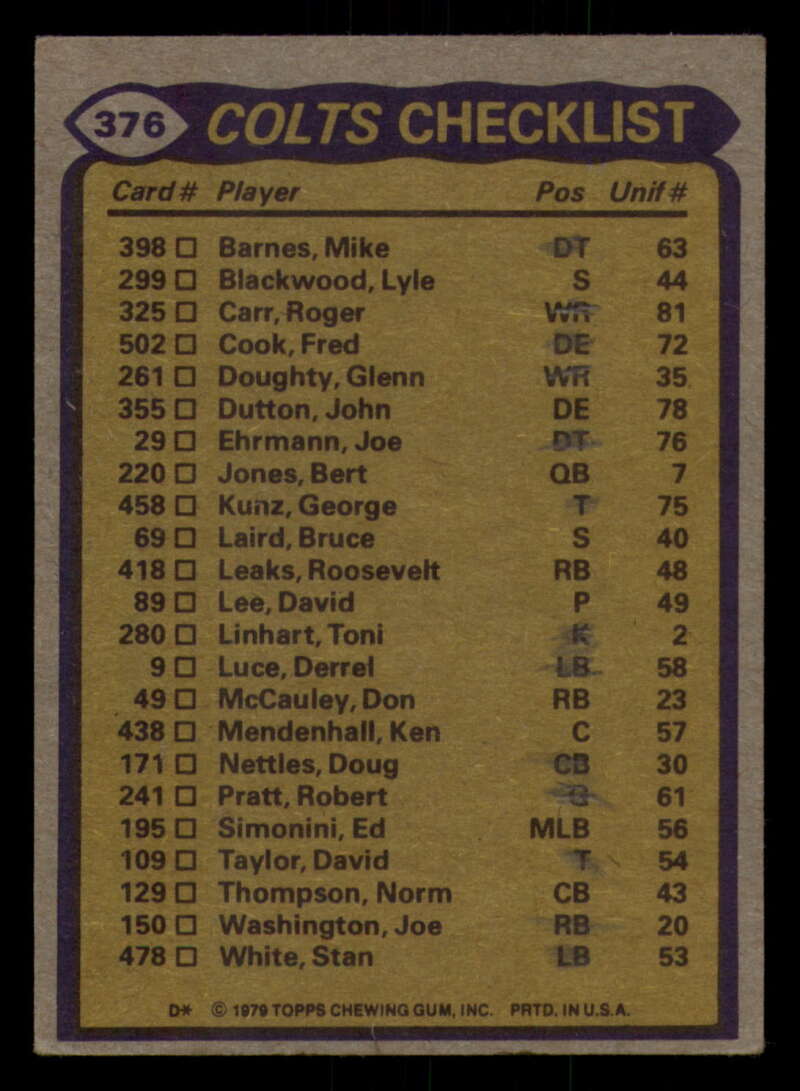 376 COLTS CHECKLIST
Card# Player Pos Unif#
398 □ Barnes, Mike DT 63
299 □ Blackwood, Lyle S 44
325 □ Carr, Roger WR 81
502 □ Cook, Fred DE 72
261 □ Doughty, Glenn WR 35
355 □ Dutton, John DE 78
29 □ Ehrmann, Joe DT 76
220 □ Jones, Bert QB 7
458 □ Kunz, George T 75
69 □ Laird, Bruce S 40
418 □ Leaks, Roosevelt RB 48
89 □ Lee, David P 49
280 □ Linhart, Toni K 2
9 □ Luce, Derrel LB 58
49 □ McCauley, Don RB 23
438 □ Mendenhall, Ken C 57
171 □ Nettles, Doug CB 30
241 □ Pratt, Robert G 61
195 □ Simonini, Ed MLB 56
109 □ Taylor, David T 54
129 □ Thompson, Norm CB 43
150 □ Washington, Joe RB 20
478 □ White, Stan LB 53
D* © 1979 TOPPS CHEWING GUM, INC. PRTD. IN U.S.A.